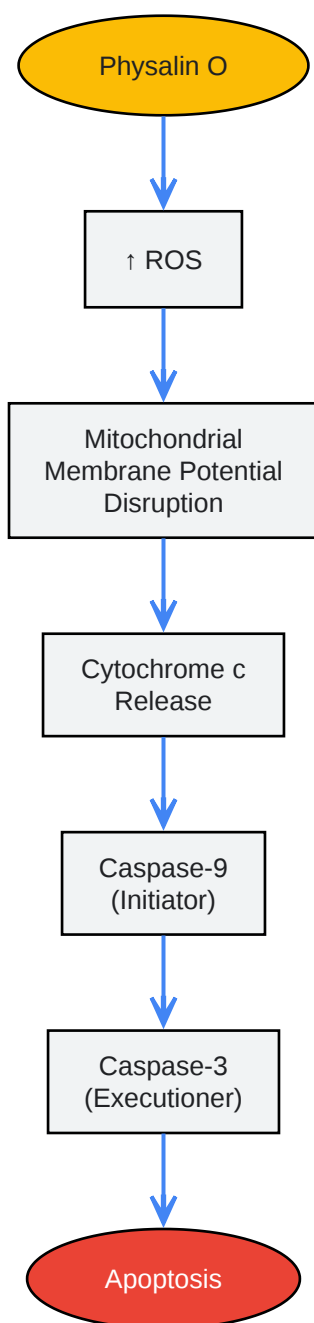 Physalin O
↑ ROS
Mitochondrial
Membrane Potential
Disruption
Cytochrome c
Release
Caspase-9
(Initiator)
Caspase-3
(Executioner)
Apoptosis